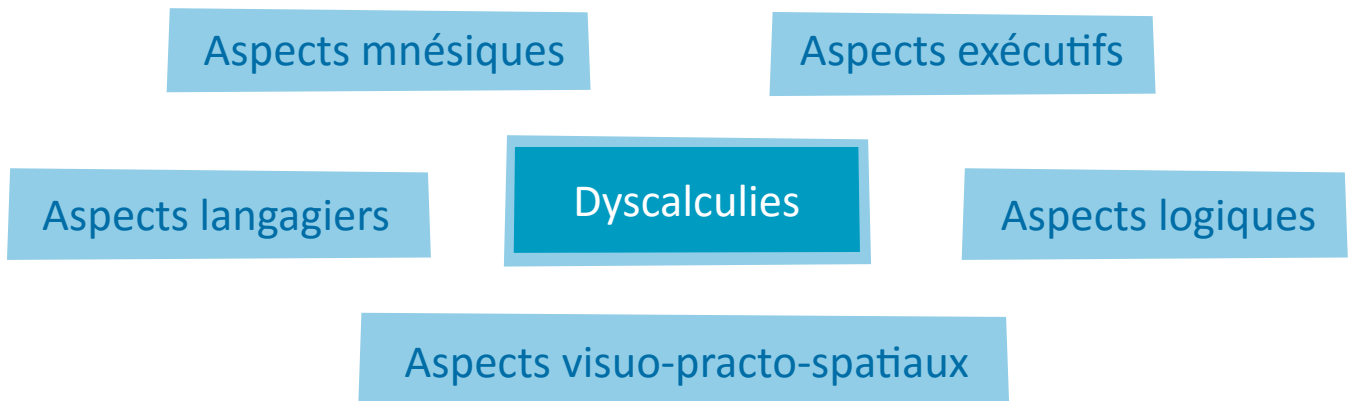 Aspects mnésiques
Aspects exécutifs
Aspects langagiers
Dyscalculies
Aspects logiques
Aspects visuo-practo-spatiaux